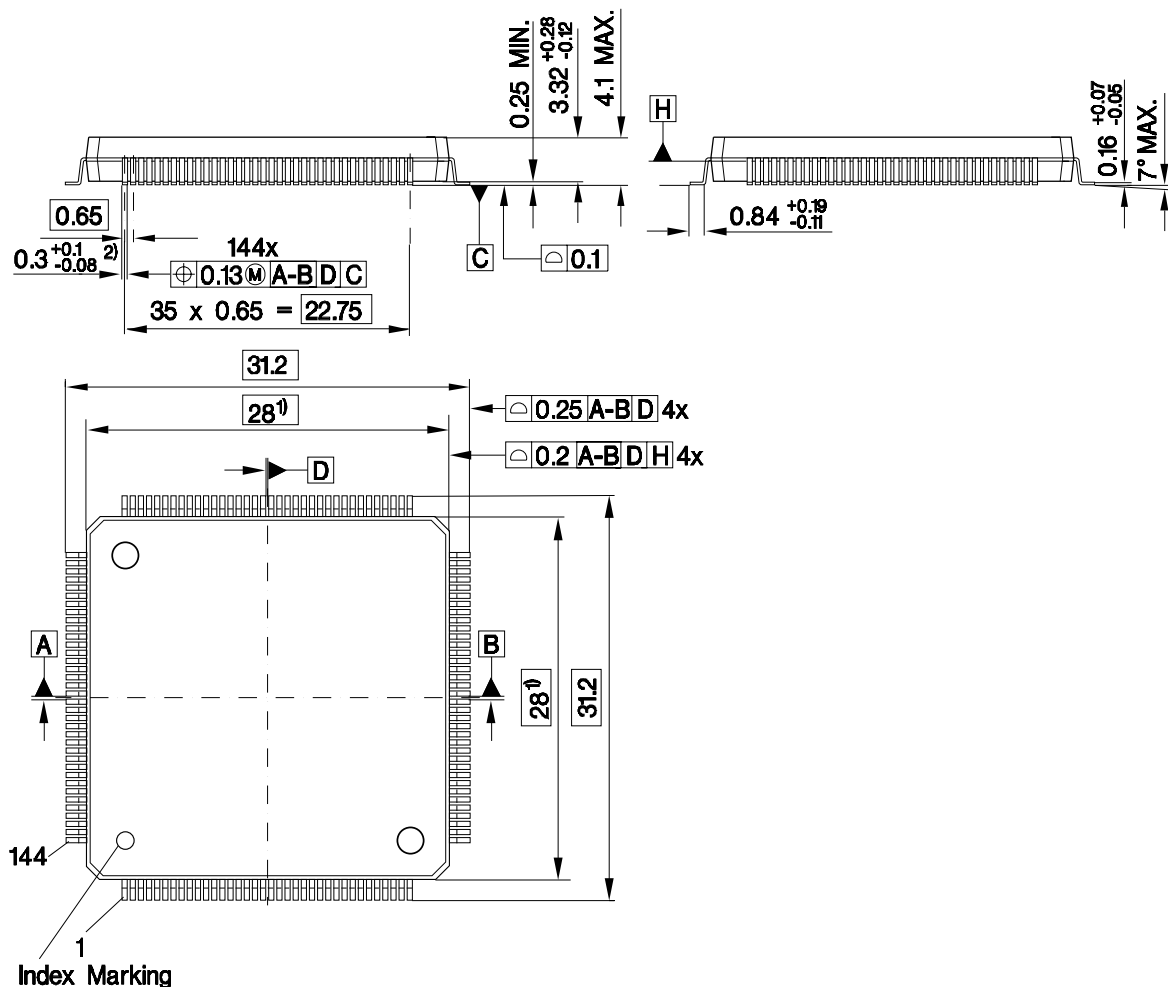 0.25 MIN.
3.32 +0.28 -0.12
4.1 MAX.
H
0.16 +0.07 -0.05
7° MAX.
0.65
0.3 +0.1 -0.08 2)
144x
0.13 Ⓜ A-B D C
35 x 0.65 = 22.75
C
0.1
0.84 +0.19 -0.11
31.2
28 1)
0.25 A-B D 4x
0.2 A-B D H 4x
D
A
B
28 1)
31.2
144
1
Index Marking